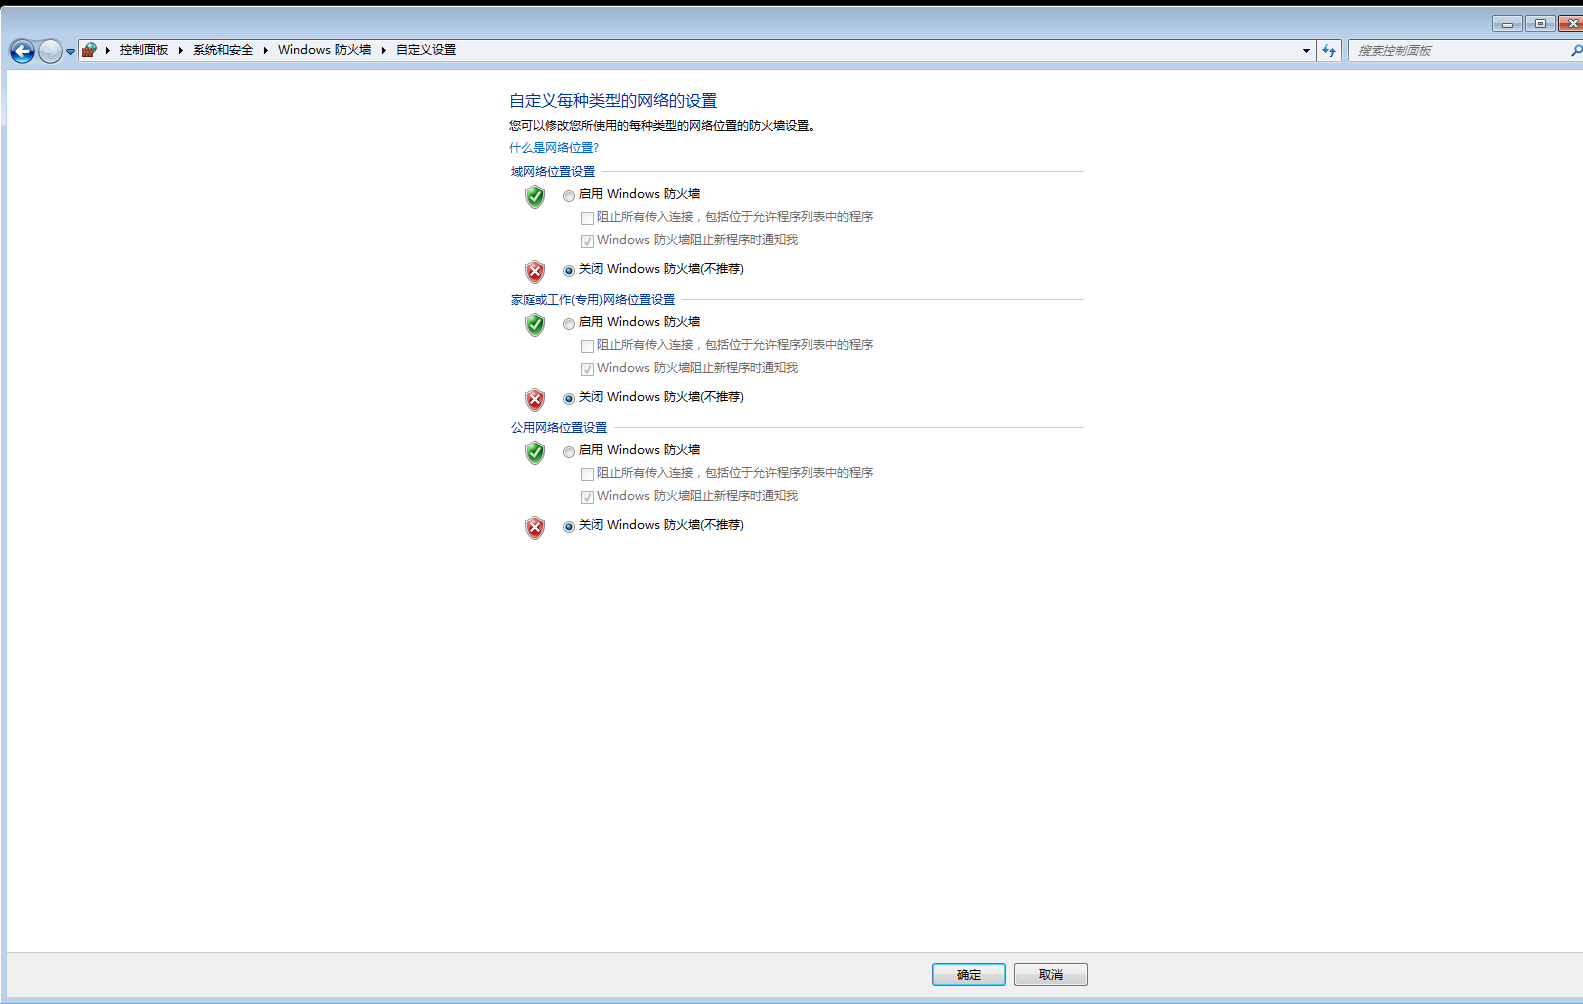 控制面板 系统和安全 Windows 防火墙 自定义设置
搜索控制面板
自定义每种类型的网络的设置
您可以修改您所使用的每种类型的网络位置的防火墙设置。
什么是网络位置?
域网络位置设置
启用 Windows 防火墙
阻止所有传入连接，包括位于允许程序列表中的程序
Windows 防火墙阻止新程序时通知我
关闭 Windows 防火墙(不推荐)
家庭或工作(专用)网络位置设置
启用 Windows 防火墙
阻止所有传入连接，包括位于允许程序列表中的程序
Windows 防火墙阻止新程序时通知我
关闭 Windows 防火墙(不推荐)
公用网络位置设置
启用 Windows 防火墙
阻止所有传入连接，包括位于允许程序列表中的程序
Windows 防火墙阻止新程序时通知我
关闭 Windows 防火墙(不推荐)
确定
取消